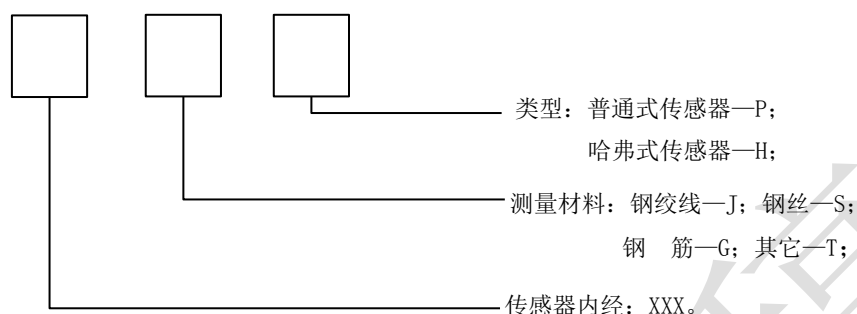 类型：普通式传感器—P；
哈弗式传感器—H；
测量材料：钢绞线—J；钢丝—S；
钢　筋—G；其它—T；
传感器内经：XXX。